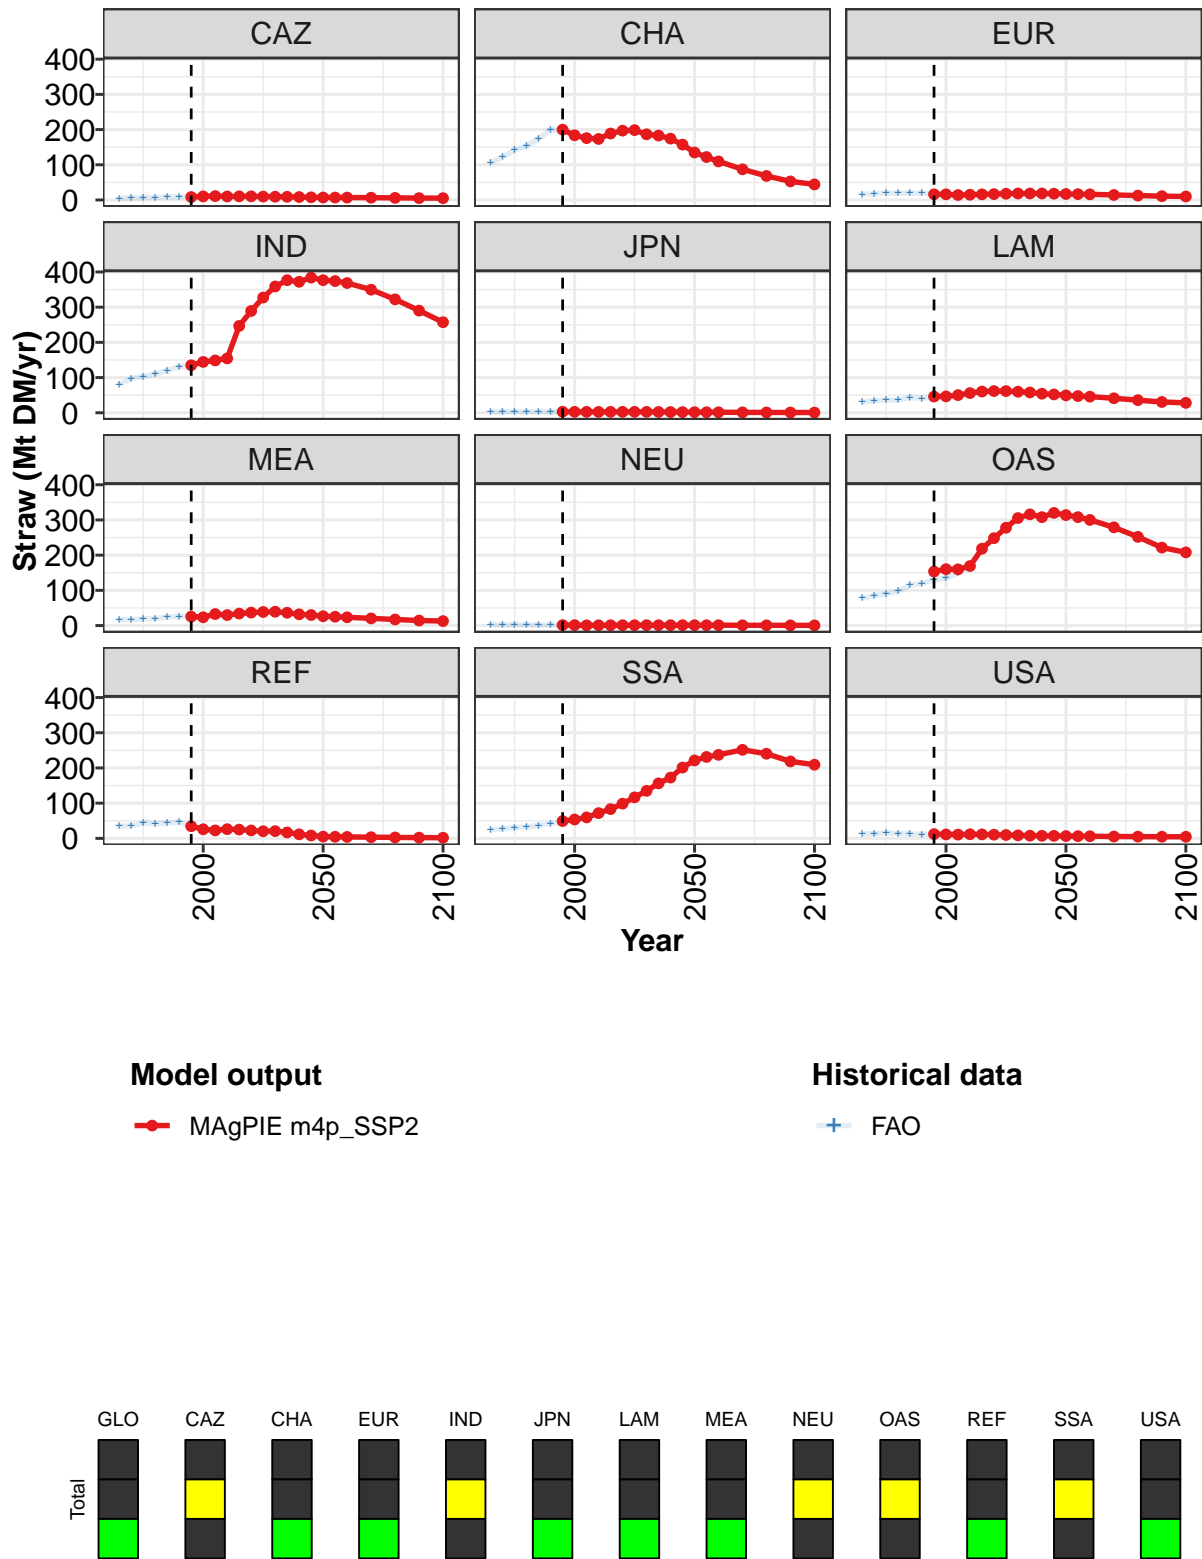 CAZ CHA EUR
400
300
200
100
0
IND JPN LAM
400
300
200
100
0
MEA NEU OAS
400
300
200
100
0
REF SSA USA
400
300
200
100
0
Straw (Mt DM/yr)
2000 2050 2100 2000 2050 2100 2000 2050 2100
Year
Model output Historical data
MAgPIE m4p_SSP2 FAO
GLO CAZ CHA EUR IND JPN LAM MEA NEU OAS REF SSA USA
Total